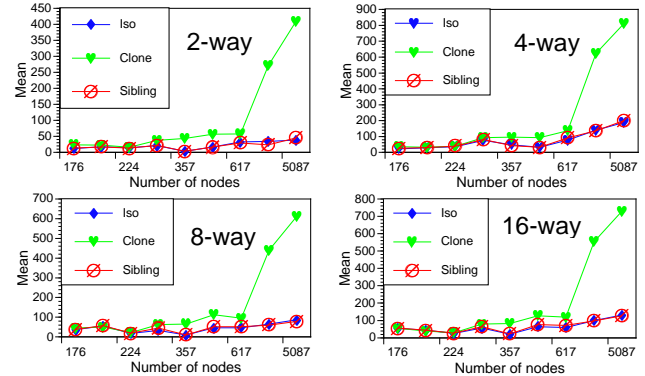 2-way
Iso
Clone
Sibling
Mean
450
400
350
300
250
200
150
100
50
0
176 224 357 617 5087
Number of nodes
4-way
Iso
Clone
Sibling
Mean
900
800
700
600
500
400
300
200
100
0
176 224 357 617 5087
Number of nodes
8-way
Iso
Clone
Sibling
Mean
700
600
500
400
300
200
100
0
176 224 357 617 5087
Number of nodes
16-way
Iso
Clone
Sibling
Mean
800
700
600
500
400
300
200
100
0
176 224 357 617 5087
Number of nodes